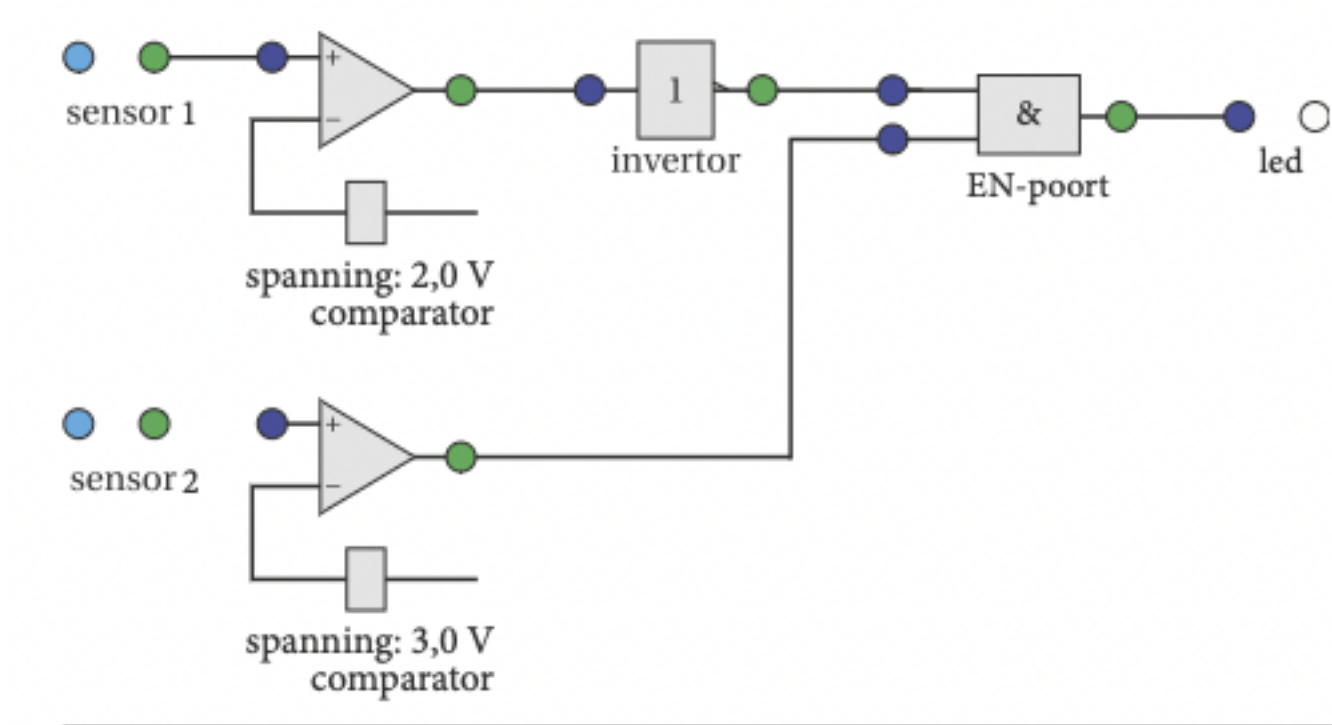 sensor 1
+
−
1
invertor
&
EN-poort
led
spanning: 2,0 V
comparator
sensor 2
+
−
spanning: 3,0 V
comparator